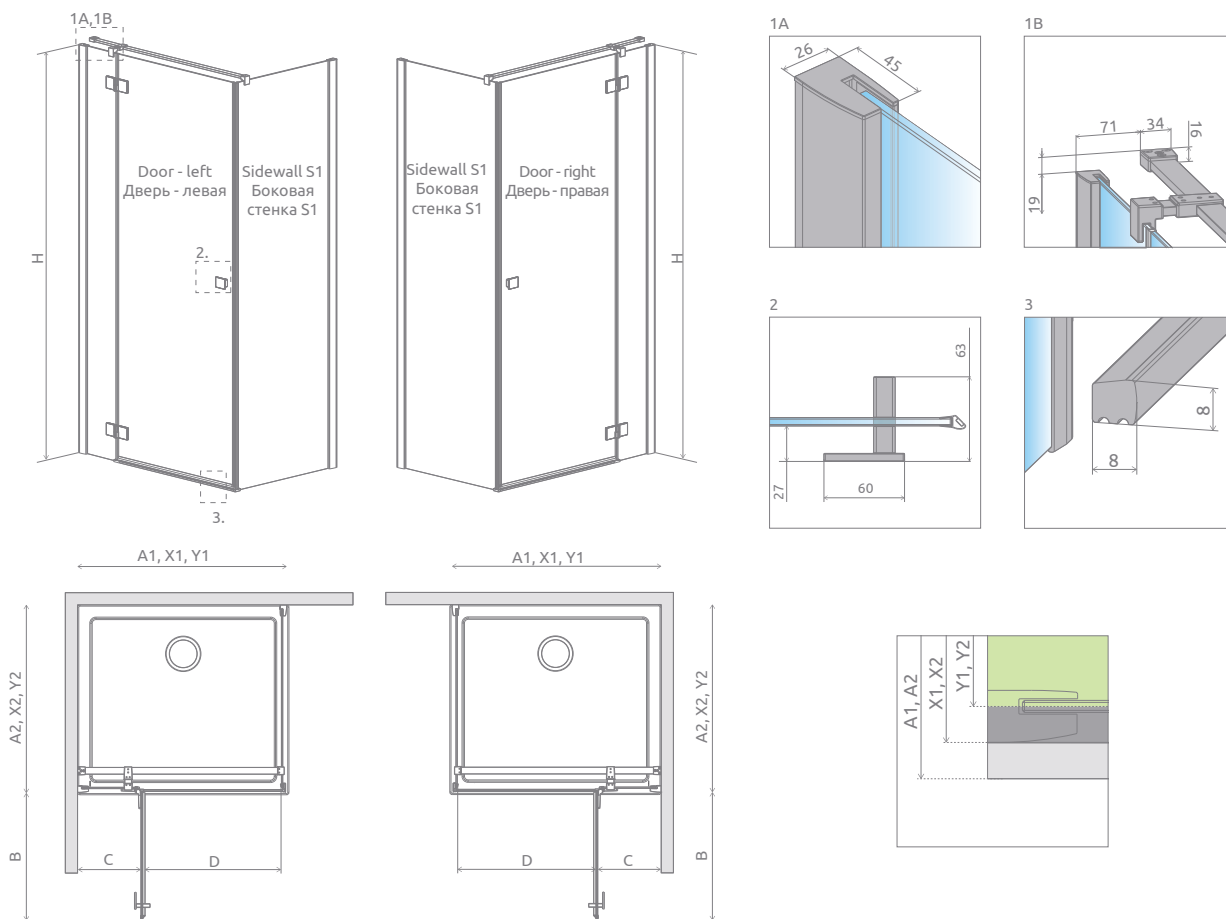 1A,1B
H
Door - left
Дверь - левая
Sidewall S1
Боковая
стенка S1
2.
3.
Sidewall S1
Боковая
стенка S1
Door - right
Дверь - правая
H
1A
26
45
1B
71
34
16
19
2
63
27
60
3
8
8
A1, X1, Y1
A2, X2, Y2
B
C
D
A1, X1, Y1
A2, X2, Y2
B
D
C
A1, A2
X1, X2
Y1, Y2